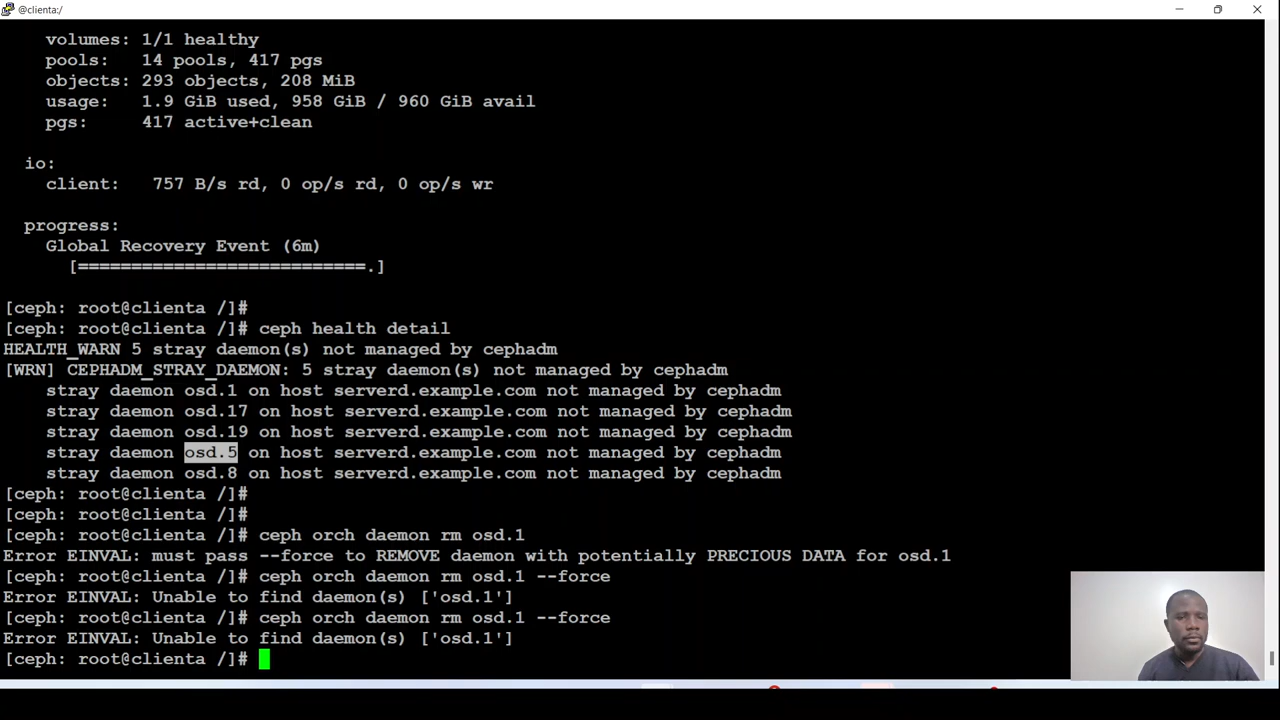 @clienta:/
volumes: 1/1 healthy
pools: 14 pools, 417 pgs
objects: 293 objects, 208 MiB
usage: 1.9 GiB used, 958 GiB / 960 GiB avail
pgs: 417 active+clean
io:
client: 757 B/s rd, 0 op/s rd, 0 op/s wr
progress:
Global Recovery Event (6m)
[===========================.]
[ceph: root@clienta /]#
[ceph: root@clienta /]# ceph health detail
HEALTH_WARN 5 stray daemon(s) not managed by cephadm
[WRN] CEPHADM_STRAY_DAEMON: 5 stray daemon(s) not managed by cephadm
stray daemon osd.1 on host serverd.example.com not managed by cephadm
stray daemon osd.17 on host serverd.example.com not managed by cephadm
stray daemon osd.19 on host serverd.example.com not managed by cephadm
stray daemon osd.5 on host serverd.example.com not managed by cephadm
stray daemon osd.8 on host serverd.example.com not managed by cephadm
[ceph: root@clienta /]#
[ceph: root@clienta /]#
[ceph: root@clienta /]# ceph orch daemon rm osd.1
Error EINVAL: must pass --force to REMOVE daemon with potentially PRECIOUS DATA for osd.1
[ceph: root@clienta /]# ceph orch daemon rm osd.1 --force
Error EINVAL: Unable to find daemon(s) ['osd.1']
[ceph: root@clienta /]# ceph orch daemon rm osd.1 --force
Error EINVAL: Unable to find daemon(s) ['osd.1']
[ceph: root@clienta /]#